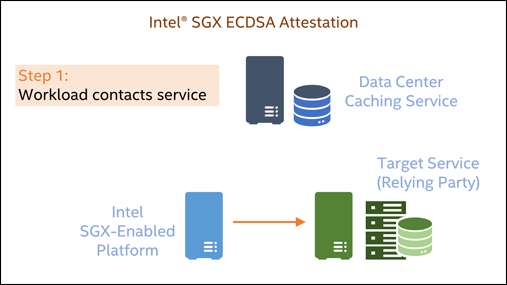 Intel® SGX ECDSA Attestation
Step 1:
Workload contacts service
Data Center
Caching Service
Target Service
(Relying Party)
Intel
SGX-Enabled
Platform